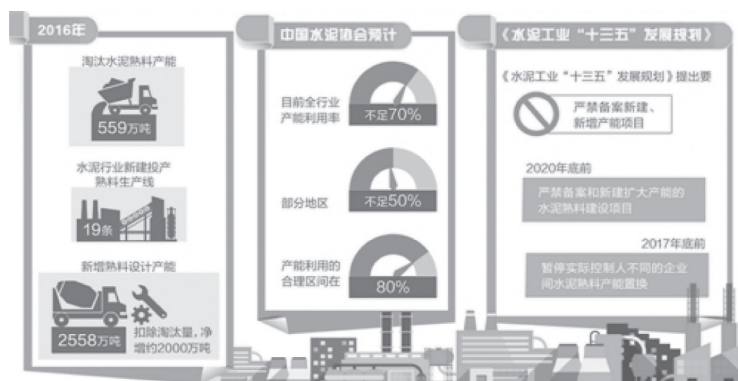 2016年
淘汰水泥熟料产能
559万吨
水泥行业新建投产
熟料生产线
19条
新增熟料设计产能
2558万吨
扣除淘汰量,净
增约2000万吨
中国水泥协会预计
目前全行业
产能利用率
不足70%
部分地区
不足50%
产能利用的
合理区间在
80%
《水泥工业“十三五”发展规划》
《水泥工业“十三五”发展规划》提出要
严禁备案新建、
新增产能项目
2020年底前
严禁备案和新建扩大产能的
水泥熟料建设项目
2017年底前
暂停实际控制人不同的企业
间水泥熟料产能置换